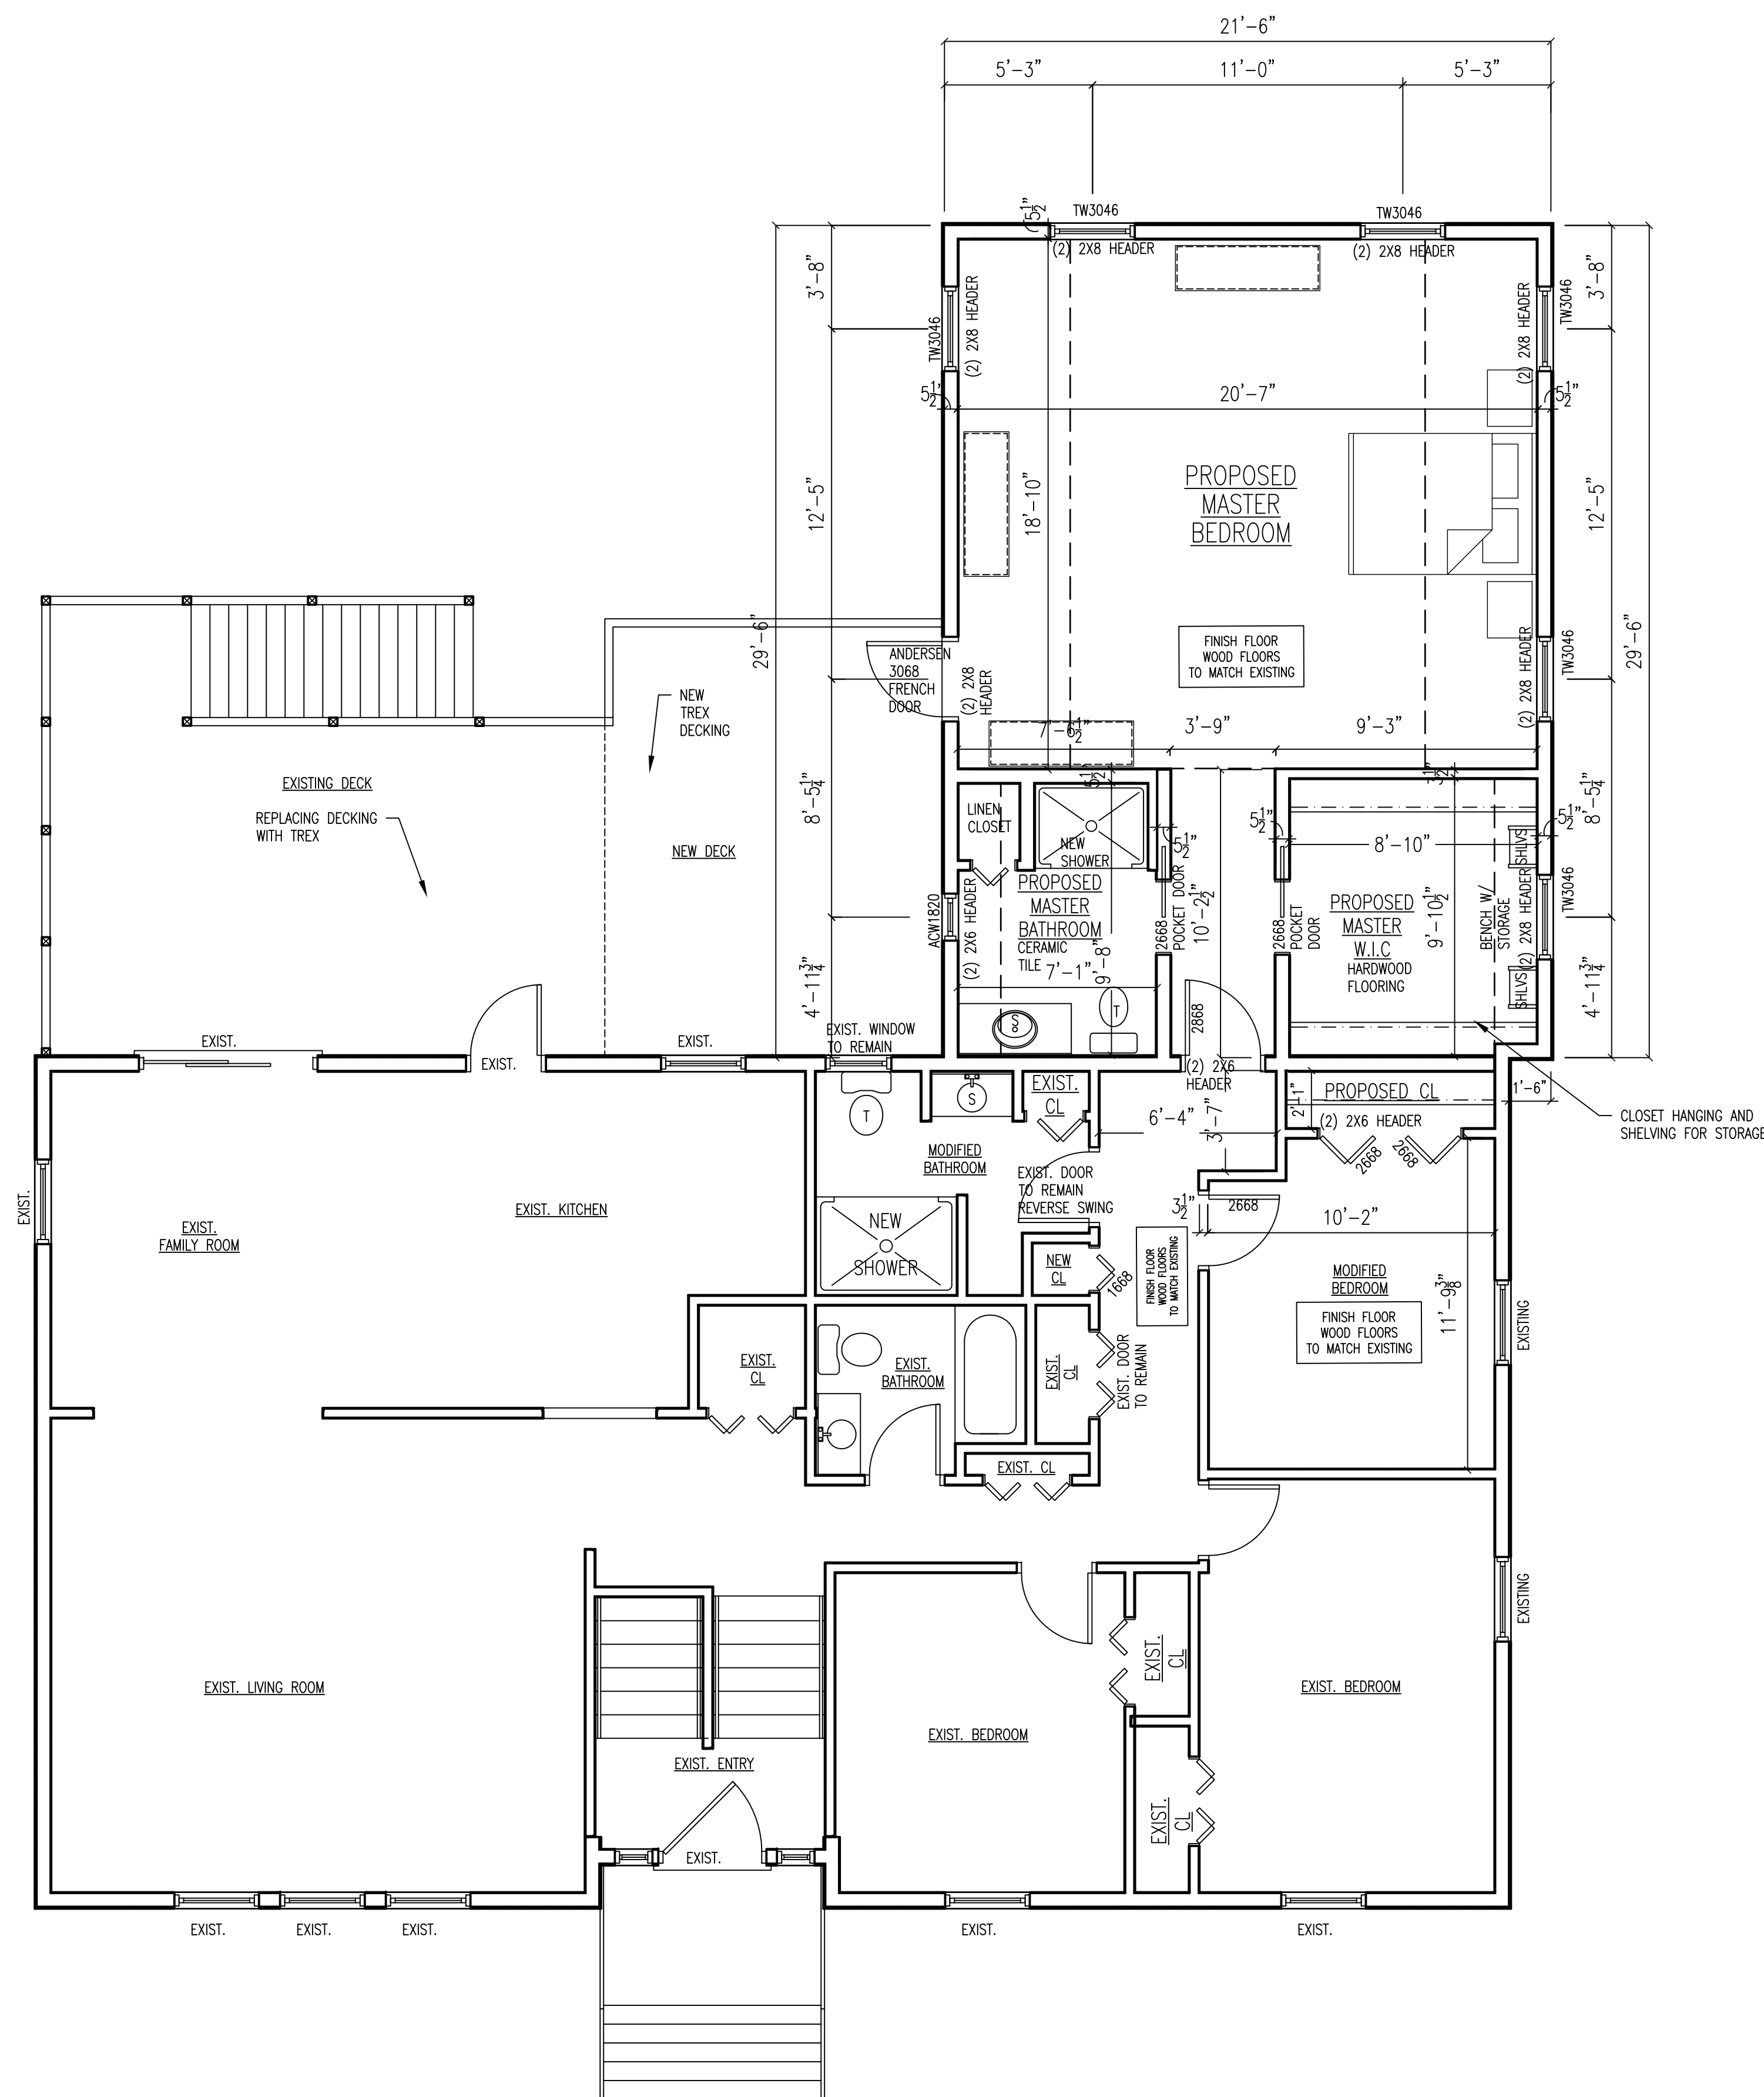 21'-6"
5'-3"
11'-0"
5'-3"
TW3046
TW3046
5 1/2"
(2) 2X8 HEADER
(2) 2X8 HEADER
3'-8"
TW3046
(2) 2X8 HEADER
(2) 2X8 HEADER
TW3046
3'-8"
5 1/2"
20'-7"
5 1/2"
12'-5"
18'-10"
PROPOSED
MASTER
BEDROOM
12'-5"
29'-6"
ANDERSEN
3068
FRENCH
DOOR
(2) 2X8
HEADER
FINISH FLOOR
WOOD FLOORS
TO MATCH EXISTING
(2) 2X8 HEADER
TW3046
29'-6"
NEW
TREX
DECKING
7'-6 1/2"
3'-9"
9'-3"
EXISTING DECK
REPLACING DECKING
WITH TREX
NEW DECK
8'-5 1/4"
5 1/2"
3 1/2"
LINEN
CLOSET
NEW
SHOWER
5 1/2"
5 1/2"
8'-10"
SHLVS
5 1/2"
8'-5 1/4"
ACW1820
(2) 2X6 HEADER
PROPOSED
MASTER
BATHROOM
CERAMIC
TILE
7'-1"
9'-8"
2668
POCKET DOOR
10'-2 1/2"
2668
POCKET
DOOR
PROPOSED
MASTER
W.I.C
HARDWOOD
FLOORING
9'-10 1/2"
BENCH W/
STORAGE
(2) 2X8 HEADER
TW3046
SHLVS
4'-11 3/4"
S
T
2868
4'-11 3/4"
EXIST. WINDOW
TO REMAIN
EXIST.
EXIST.
EXIST.
(2) 2X6
HEADER
T
S
EXIST.
CL
6'-4"
3'-7"
2'-1"
PROPOSED CL
(2) 2X6 HEADER
1'-6"
CLOSET HANGING AND
SHELVING FOR STORAGE
2668
2668
MODIFIED
BATHROOM
EXIST. DOOR
TO REMAIN
REVERSE SWING
EXIST.
EXIST.
FAMILY ROOM
EXIST. KITCHEN
NEW
SHOWER
3 1/2"
2668
10'-2"
NEW
CL
1668
FINISH FLOOR
WOOD FLOORS
TO MATCH EXISTING
MODIFIED
BEDROOM
FINISH FLOOR
WOOD FLOORS
TO MATCH EXISTING
11'-9 3/8"
EXISTING
EXIST.
CL
EXIST.
BATHROOM
EXIST.
CL
EXIST. DOOR
TO REMAIN
EXIST. CL
EXISTING
EXIST. LIVING ROOM
EXIST. ENTRY
EXIST. BEDROOM
EXIST.
CL
EXIST. BEDROOM
EXIST.
CL
EXIST.
EXIST.
EXIST.
EXIST.
EXIST.
EXIST.